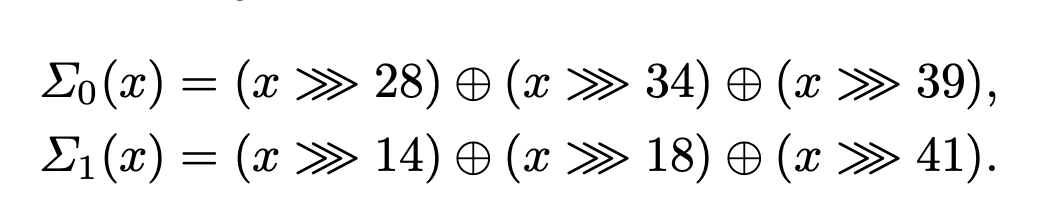 Σ₀(x) = (x ⋙ 28) ⊕ (x ⋙ 34) ⊕ (x ⋙ 39),
Σ₁(x) = (x ⋙ 14) ⊕ (x ⋙ 18) ⊕ (x ⋙ 41).